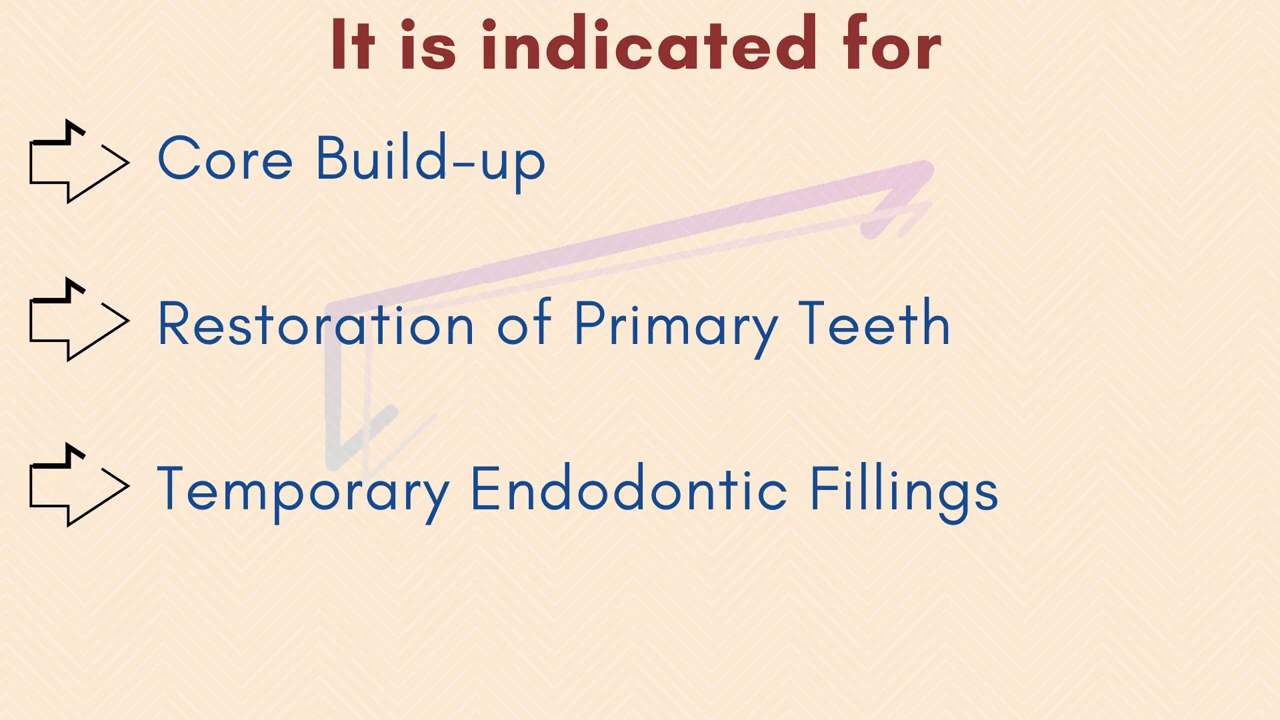 It is indicated for
Core Build-up
Restoration of Primary Teeth
Temporary Endodontic Fillings